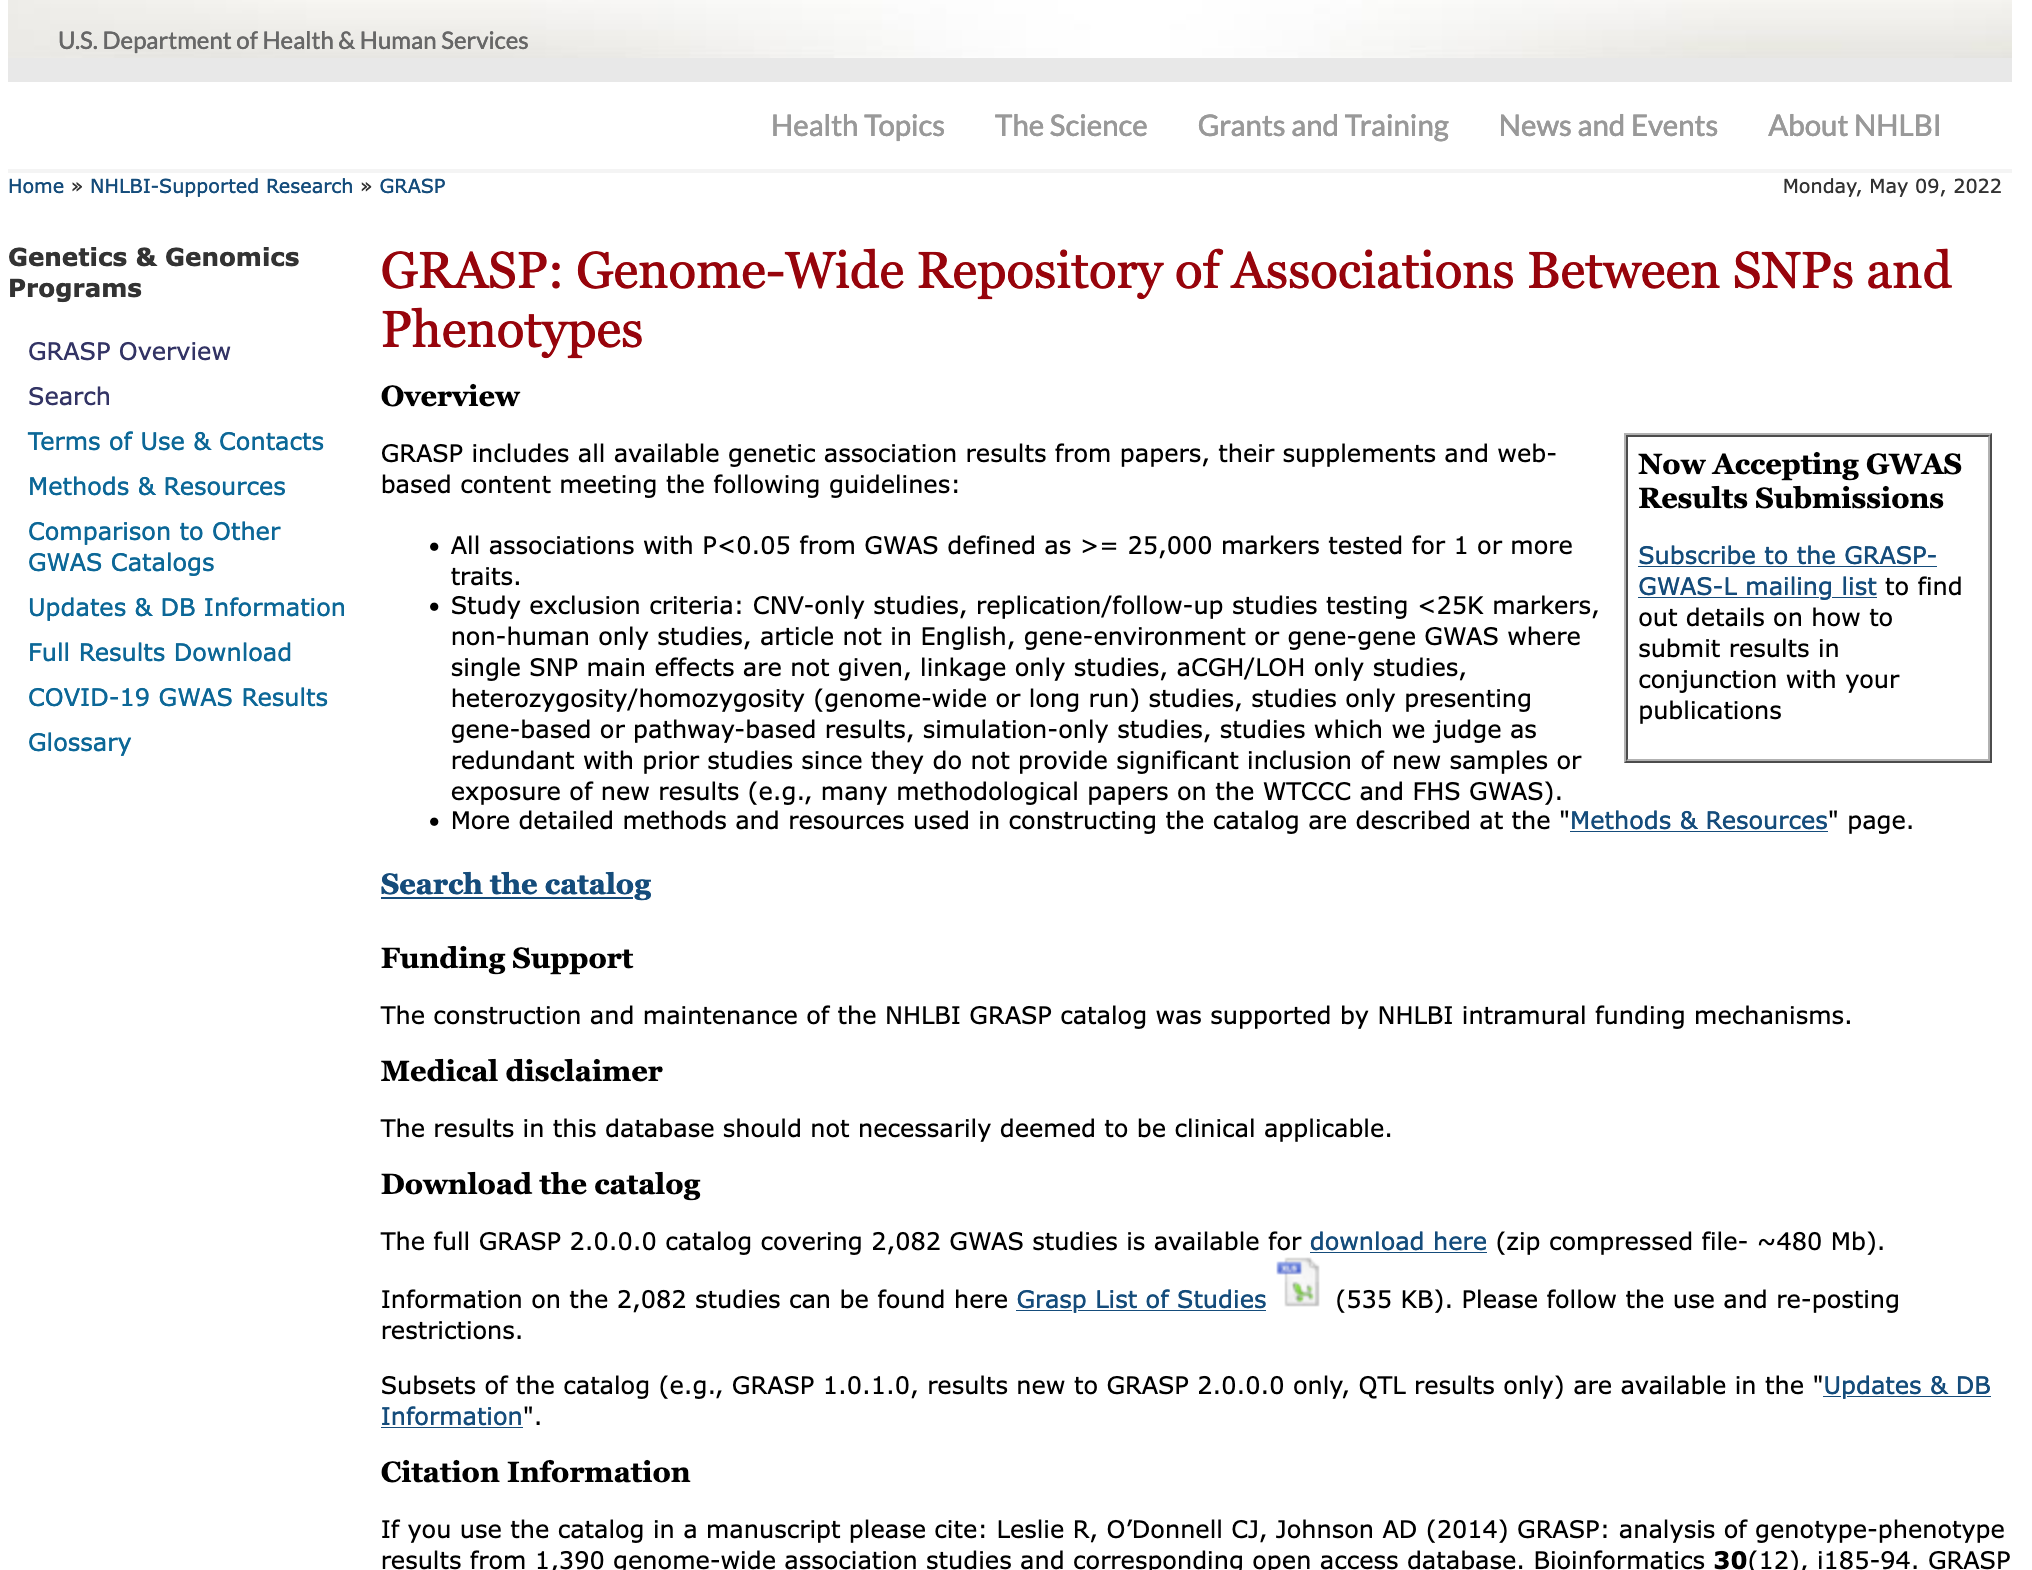 U.S. Department of Health & Human Services
Health Topics The Science Grants and Training News and Events About NHLBI
Home » NHLBI-Supported Research » GRASP
Monday, May 09, 2022
Genetics & Genomics
Programs
GRASP Overview
Search
Terms of Use & Contacts
Methods & Resources
Comparison to Other
GWAS Catalogs
Updates & DB Information
Full Results Download
COVID-19 GWAS Results
Glossary
GRASP: Genome-Wide Repository of Associations Between SNPs and
Phenotypes
Overview
GRASP includes all available genetic association results from papers, their supplements and web-
based content meeting the following guidelines:
• All associations with P<0.05 from GWAS defined as >= 25,000 markers tested for 1 or more
traits.
• Study exclusion criteria: CNV-only studies, replication/follow-up studies testing <25K markers,
non-human only studies, article not in English, gene-environment or gene-gene GWAS where
single SNP main effects are not given, linkage only studies, aCGH/LOH only studies,
heterozygosity/homozygosity (genome-wide or long run) studies, studies only presenting
gene-based or pathway-based results, simulation-only studies, studies which we judge as
redundant with prior studies since they do not provide significant inclusion of new samples or
exposure of new results (e.g., many methodological papers on the WTCCC and FHS GWAS).
• More detailed methods and resources used in constructing the catalog are described at the "Methods & Resources" page.
Now Accepting GWAS
Results Submissions
Subscribe to the GRASP-
GWAS-L mailing list to find
out details on how to
submit results in
conjunction with your
publications
Search the catalog
Funding Support
The construction and maintenance of the NHLBI GRASP catalog was supported by NHLBI intramural funding mechanisms.
Medical disclaimer
The results in this database should not necessarily deemed to be clinical applicable.
Download the catalog
The full GRASP 2.0.0.0 catalog covering 2,082 GWAS studies is available for download here (zip compressed file- ~480 Mb).
Information on the 2,082 studies can be found here Grasp List of Studies XLS (535 KB). Please follow the use and re-posting
restrictions.
Subsets of the catalog (e.g., GRASP 1.0.1.0, results new to GRASP 2.0.0.0 only, QTL results only) are available in the "Updates & DB
Information".
Citation Information
If you use the catalog in a manuscript please cite: Leslie R, O’Donnell CJ, Johnson AD (2014) GRASP: analysis of genotype-phenotype
results from 1,390 genome-wide association studies and corresponding open access database. Bioinformatics 30(12), i185-94. GRASP